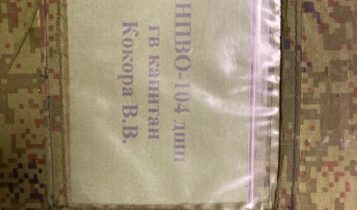 НПВО-104 дшп
гв капитан
Кокора В.В.